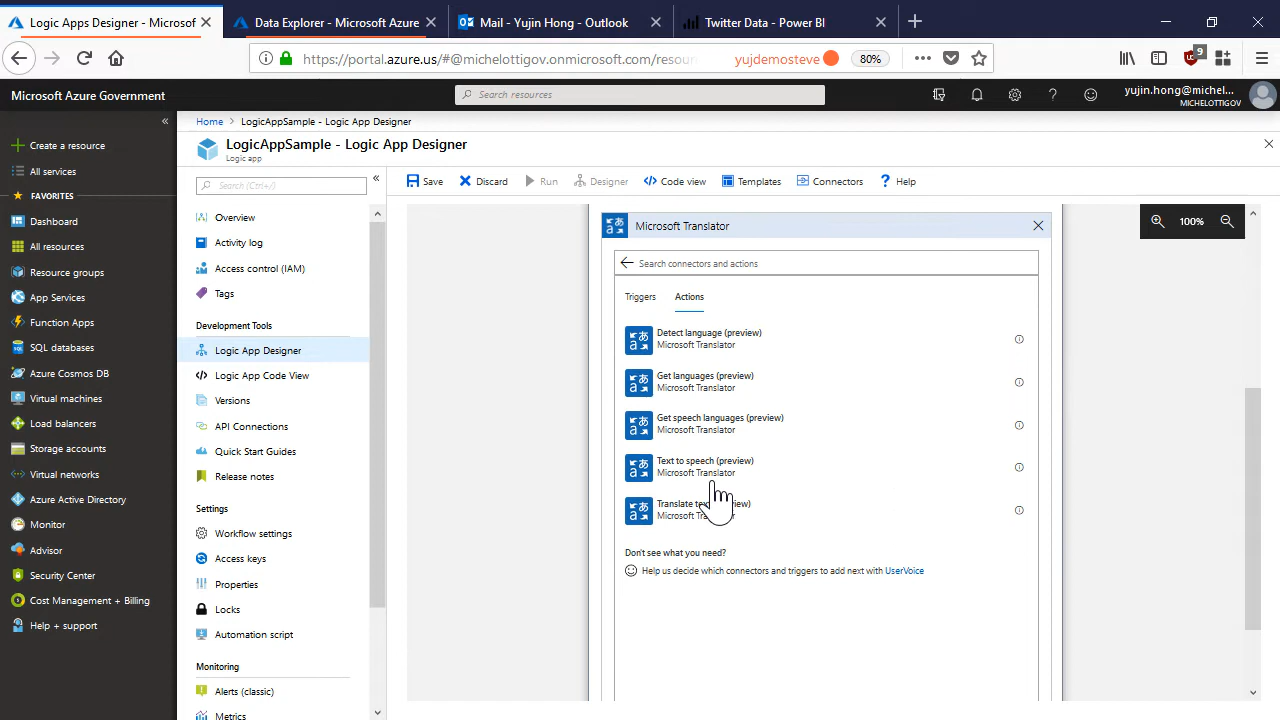 Logic Apps Designer - Microsof
Data Explorer - Microsoft Azure
Mail - Yujin Hong - Outlook
Twitter Data - Power BI
https://portal.azure.us/#@michelottigov.onmicrosoft.com/resour
yujdemosteve
80%
9
Microsoft Azure Government
Search resources
yujin.hong@michel...
MICHELOTTIGOV
Create a resource
All services
FAVORITES
Dashboard
All resources
Resource groups
App Services
Function Apps
SQL databases
Azure Cosmos DB
Virtual machines
Load balancers
Storage accounts
Virtual networks
Azure Active Directory
Monitor
Advisor
Security Center
Cost Management + Billing
Help + support
Home > LogicAppSample - Logic App Designer
LogicAppSample - Logic App Designer
Logic app
Search (Ctrl+/)
Overview
Activity log
Access control (IAM)
Tags
Development Tools
Logic App Designer
Logic App Code View
Versions
API Connections
Quick Start Guides
Release notes
Settings
Workflow settings
Access keys
Properties
Locks
Automation script
Monitoring
Alerts (classic)
Metrics
Save Discard Run Designer Code view Templates Connectors Help
100%
Microsoft Translator
Search connectors and actions
Triggers Actions
Detect language (preview)
Microsoft Translator
Get languages (preview)
Microsoft Translator
Get speech languages (preview)
Microsoft Translator
Text to speech (preview)
Microsoft Translator
Translate
Don't see what you need?
Help us decide which connectors and triggers to add next with UserVoice